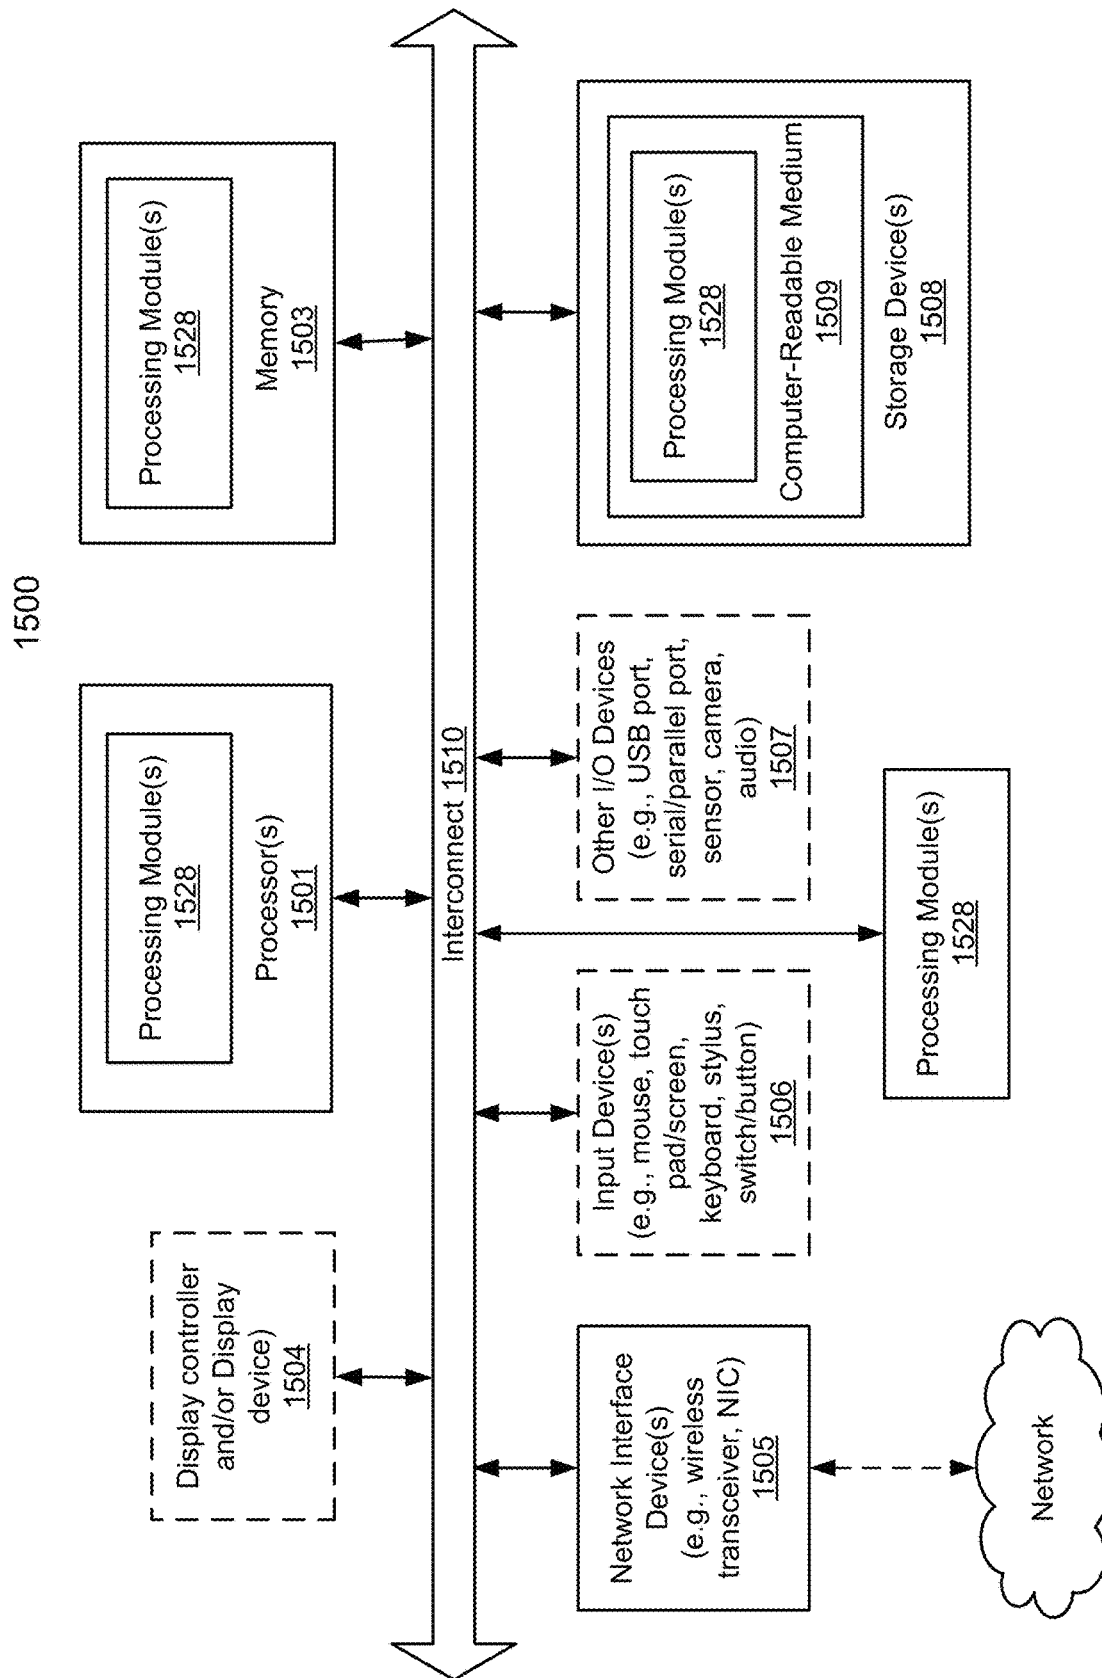 1500
Display controller
and/or Display
device)
1504
Processing Module(s)
1528
Processor(s)
1501
Processing Module(s)
1528
Memory
1503
Interconnect 1510
Network Interface
Device(s)
(e.g., wireless
transceiver, NIC)
1505
Input Device(s)
(e.g., mouse, touch
pad/screen,
keyboard, stylus,
switch/button)
1506
Other I/O Devices
(e.g., USB port,
serial/parallel port,
sensor, camera,
audio)
1507
Processing Module(s)
1528
Computer-Readable Medium
1509
Storage Device(s)
1508
Network
Processing Module(s)
1528